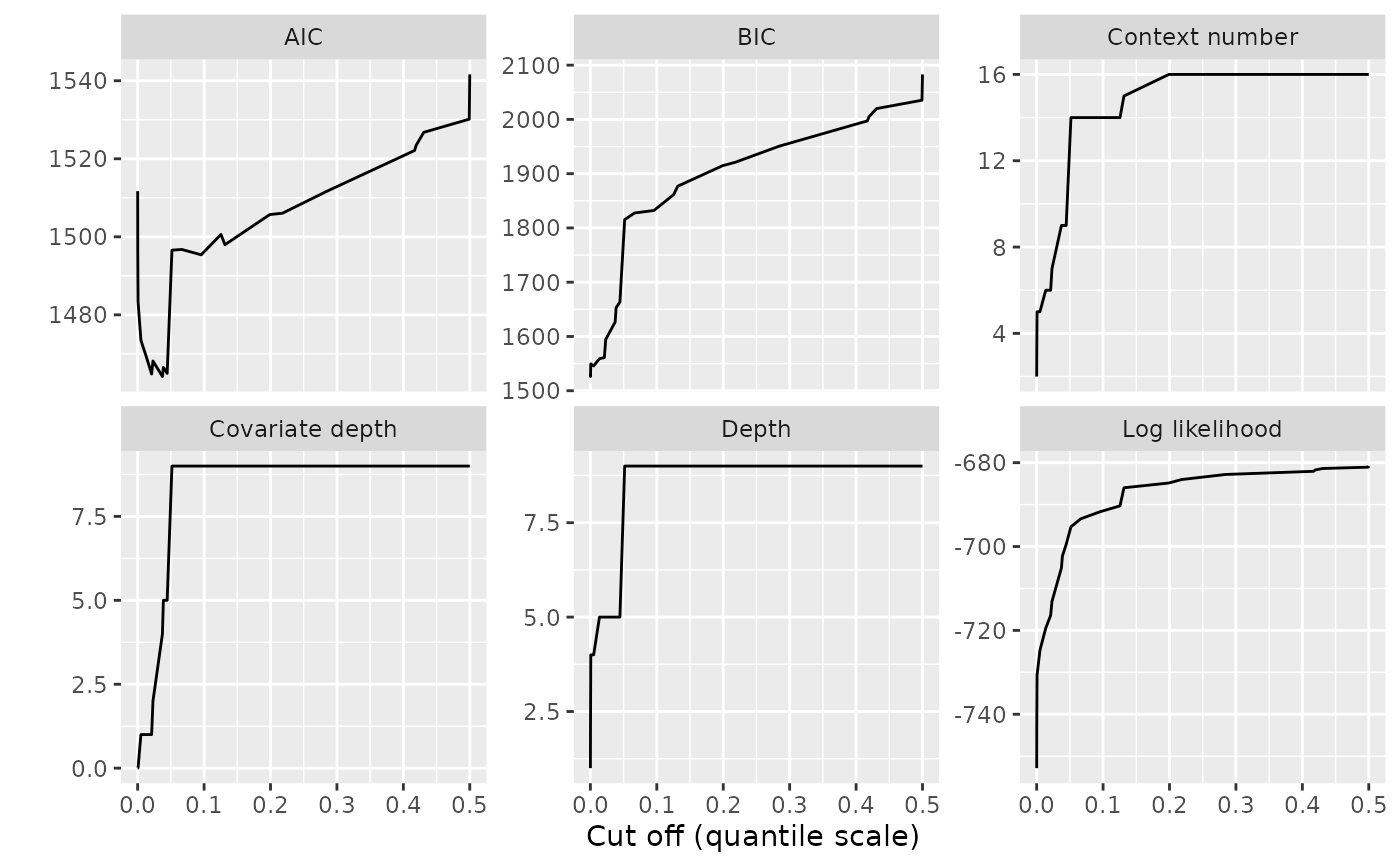 AIC
BIC
Context number
1540
1520
1500
1480
2100
2000
1900
1800
1700
1600
1500
16
12
8
4
Covariate depth
Depth
Log likelihood
7.5
5.0
2.5
0.0
7.5
5.0
2.5
-680
-700
-720
-740
0.0 0.1 0.2 0.3 0.4 0.5
0.0 0.1 0.2 0.3 0.4 0.5
0.0 0.1 0.2 0.3 0.4 0.5
Cut off (quantile scale)